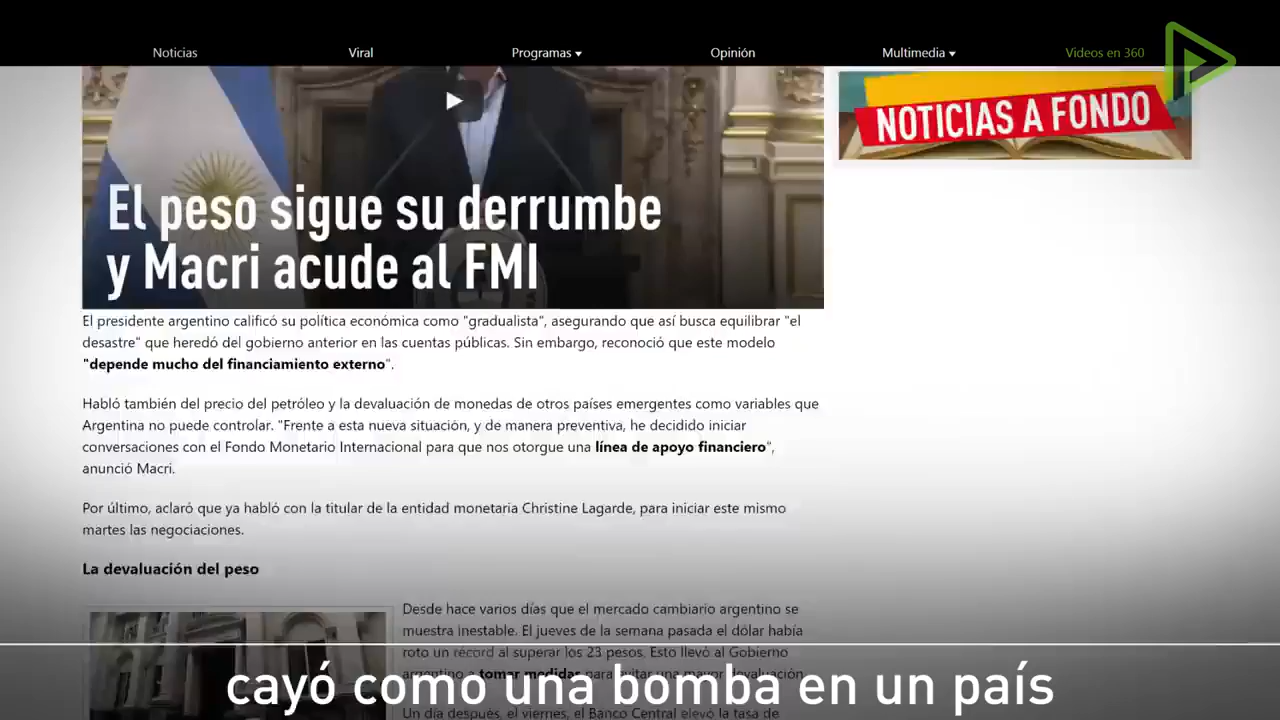 Noticias Viral Programas Opinión Multimedia Videos en 360
NOTICIAS A FONDO
El peso sigue su derrumbe
y Macri acude al FMI
El presidente argentino calificó su política económica como "gradualista", asegurando que así busca equilibrar "el
desastre" que heredó del gobierno anterior en las cuentas públicas. Sin embargo, reconoció que este modelo
"depende mucho del financiamiento externo".
Habló también del precio del petróleo y la devaluación de monedas de otros países emergentes como variables que
Argentina no puede controlar. "Frente a esta nueva situación, y de manera preventiva, he decidido iniciar
conversaciones con el Fondo Monetario Internacional para que nos otorgue una línea de apoyo financiero",
anunció Macri.
Por último, aclaró que ya habló con la titular de la entidad monetaria Christine Lagarde, para iniciar este mismo
martes las negociaciones.
La devaluación del peso
Desde hace varios días que el mercado cambiario argentino se
muestra inestable. El jueves de la semana pasada el dólar había
roto un récord al superar los 23 pesos. Esto llevó al Gobierno
argentino a tomar medidas para evitar una mayor devaluación.
cayó como una bomba en un país
Un día después, el viernes, el Banco Central elevó la tasa de